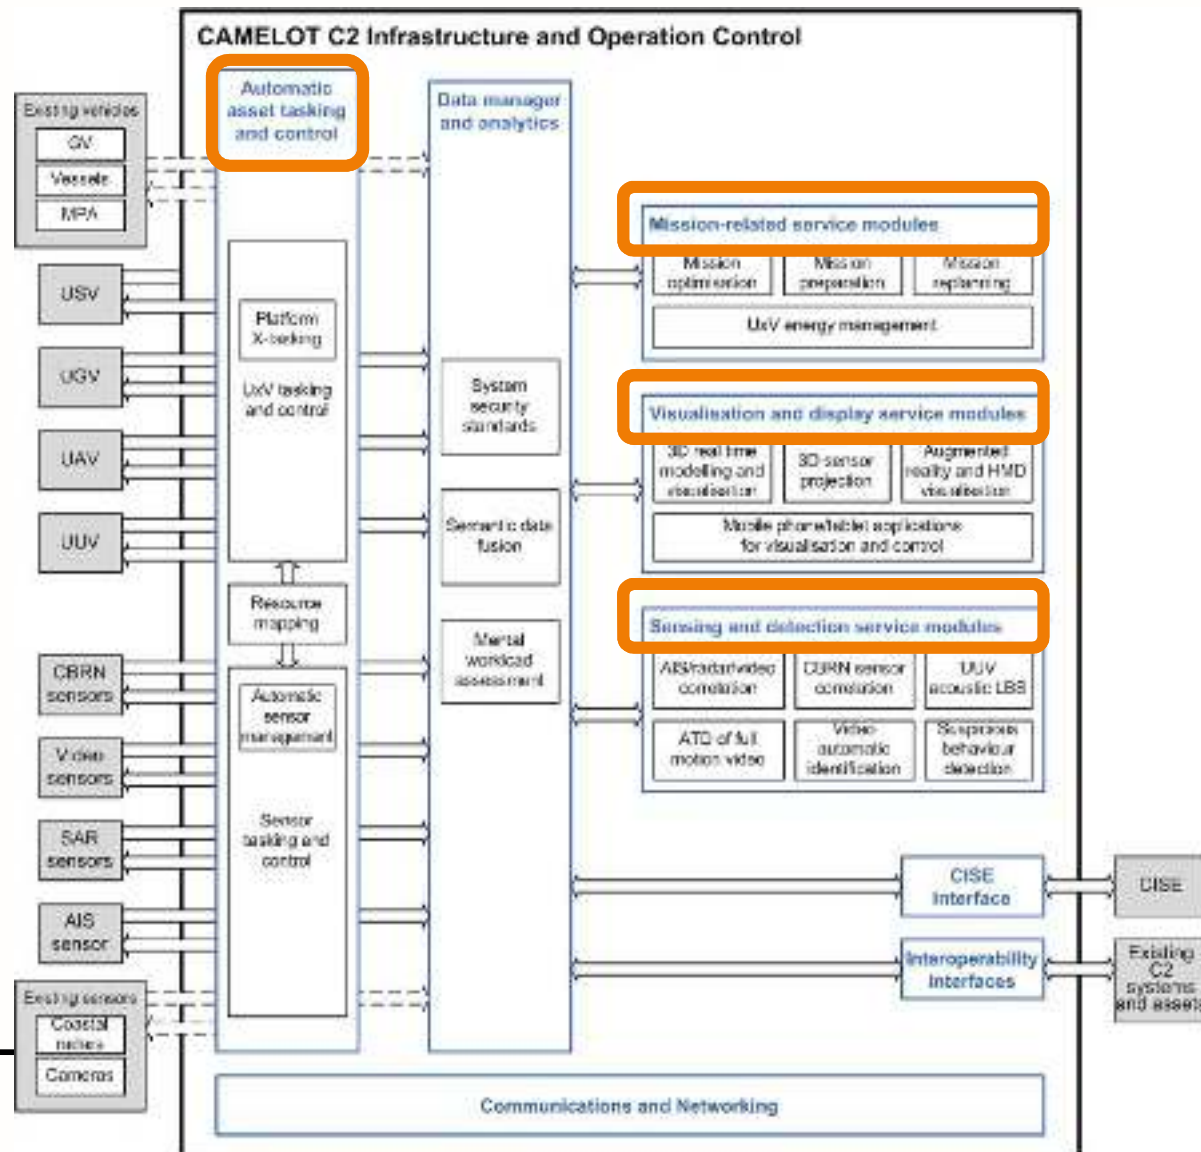 CAMELOT C2 Infrastructure and Operation Control
Automatic
asset tasking
and control
Data manager
and analytics
Existing vehicles
GV
Vessels
MPA
USV
UGV
UAV
UUV
CBRN
sensors
Video
sensors
SAR
sensors
AIS
sensor
Existing sensors
Coastal
Cameras
Platform
X-tasking
UxV tasking
and control
Resource
mapping
Automatic
sensor
management
Sensor
tasking and
control
System
security
standards
Semantic data
fusion
Mental
workload
assessment
Mission-related service modules
Mission
optimisation
Mission
preparation
Mission
replanning
UxV energy management
Visualisation and display service modules
3D real time
modelling and
visualisation
3D sensor
projection
Augmented
reality and HMD
visualisation
Mobile phone/tablet applications
for visualisation and control
Sensing and detection service modules
AIS/radar/video
correlation
CBRN sensor
correlation
UUV
acoustic LBS
ATD of full
motion video
Video
automatic
identification
Suspicious
behaviour
detection
CISE
Interface
CISE
Interoperability
Interfaces
Existing
C2
systems
and assets
Communications and Networking